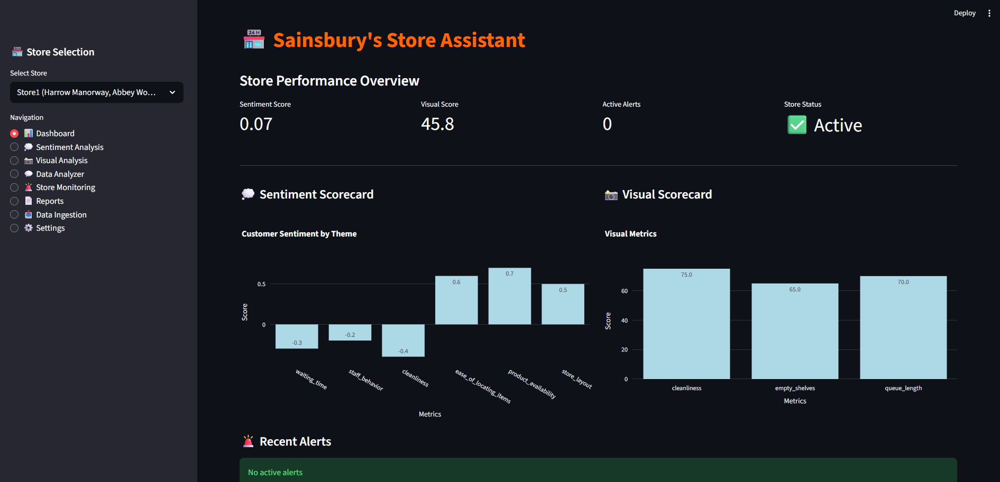 Deploy
Store Selection
Select Store
Store1 (Harrow Manorway, Abbey Wo...
Navigation
Dashboard
Sentiment Analysis
Visual Analysis
Data Analyzer
Store Monitoring
Reports
Data Ingestion
Settings
24 H
Sainsbury's Store Assistant
Store Performance Overview
Sentiment Score
0.07
Visual Score
45.8
Active Alerts
0
Store Status
Active
Sentiment Scorecard
Customer Sentiment by Theme
Score
0.5
0
-0.3
-0.2
-0.4
0.6
0.7
0.5
waiting_time
staff_behavior
cleanliness
ease_of_locating_items
product_availability
store_layout
Metrics
Visual Scorecard
Visual Metrics
Score
60
40
20
0
75.0
65.0
70.0
cleanliness
empty_shelves
queue_length
Metrics
Recent Alerts
No active alerts